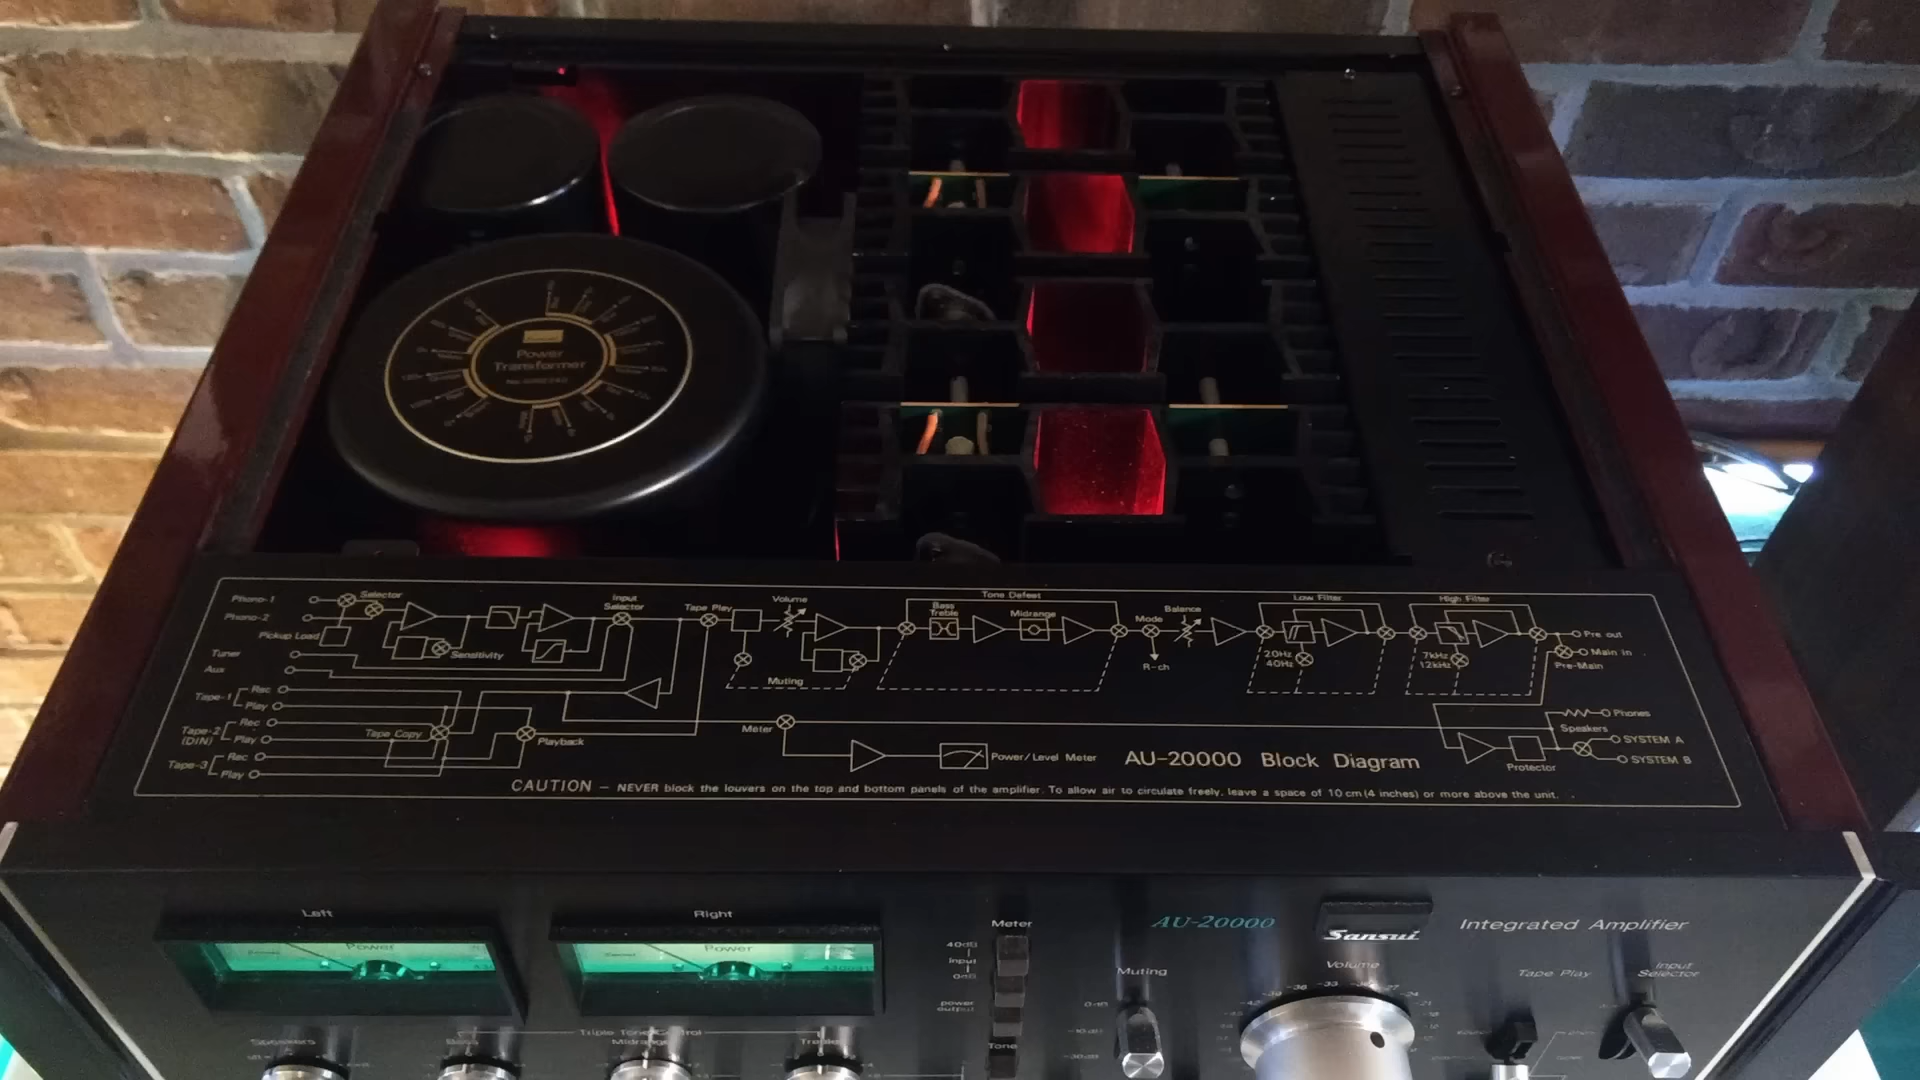 Power
Transformer
Phono-1
Phono-2
Selector
Pickup Load
Sensitivity
Tuner
Aux
Input
Selector
Tape Play
Volume
Muting
Tone Defeat
Bass
Treble
Midrange
Mode
R-ch
Balance
Low Filter
20Hz
40Hz
High Filter
7kHz
12kHz
Pre out
Main in
Pre-Main
Tape-1
Rec
Play
Tape-2
(DIN)
Rec
Play
Tape-3
Rec
Play
Tape Copy
Playback
Meter
Power/Level Meter
AU-20000 Block Diagram
Phones
Speakers
SYSTEM A
SYSTEM B
Protector
CAUTION — NEVER block the louvers on the top and bottom panels of the amplifier. To allow air to circulate freely, leave a space of 10 cm (4 inches) or more above the unit.
Left
Power
Right
Power
Meter
input
power
output
Tone
Muting
AU-20000
Sansui
Integrated Amplifier
Volume
Tape Play
Input
Selector
Speakers
Triple Tone Control
Bass
Midrange
Treble